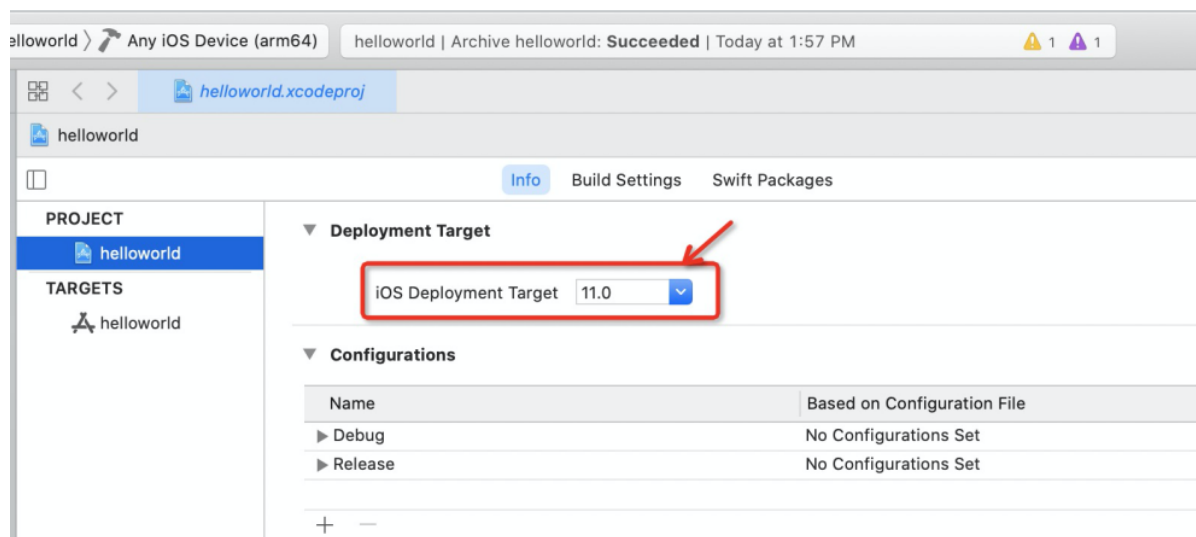 elloworld 〉 Any iOS Device (arm64) helloworld | Archive helloworld: Succeeded | Today at 1:57 PM 1 1
helloworld.xcodeproj
helloworld
Info Build Settings Swift Packages
PROJECT
helloworld
TARGETS
helloworld
Deployment Target
iOS Deployment Target 11.0
Configurations
Name Based on Configuration File
Debug No Configurations Set
Release No Configurations Set